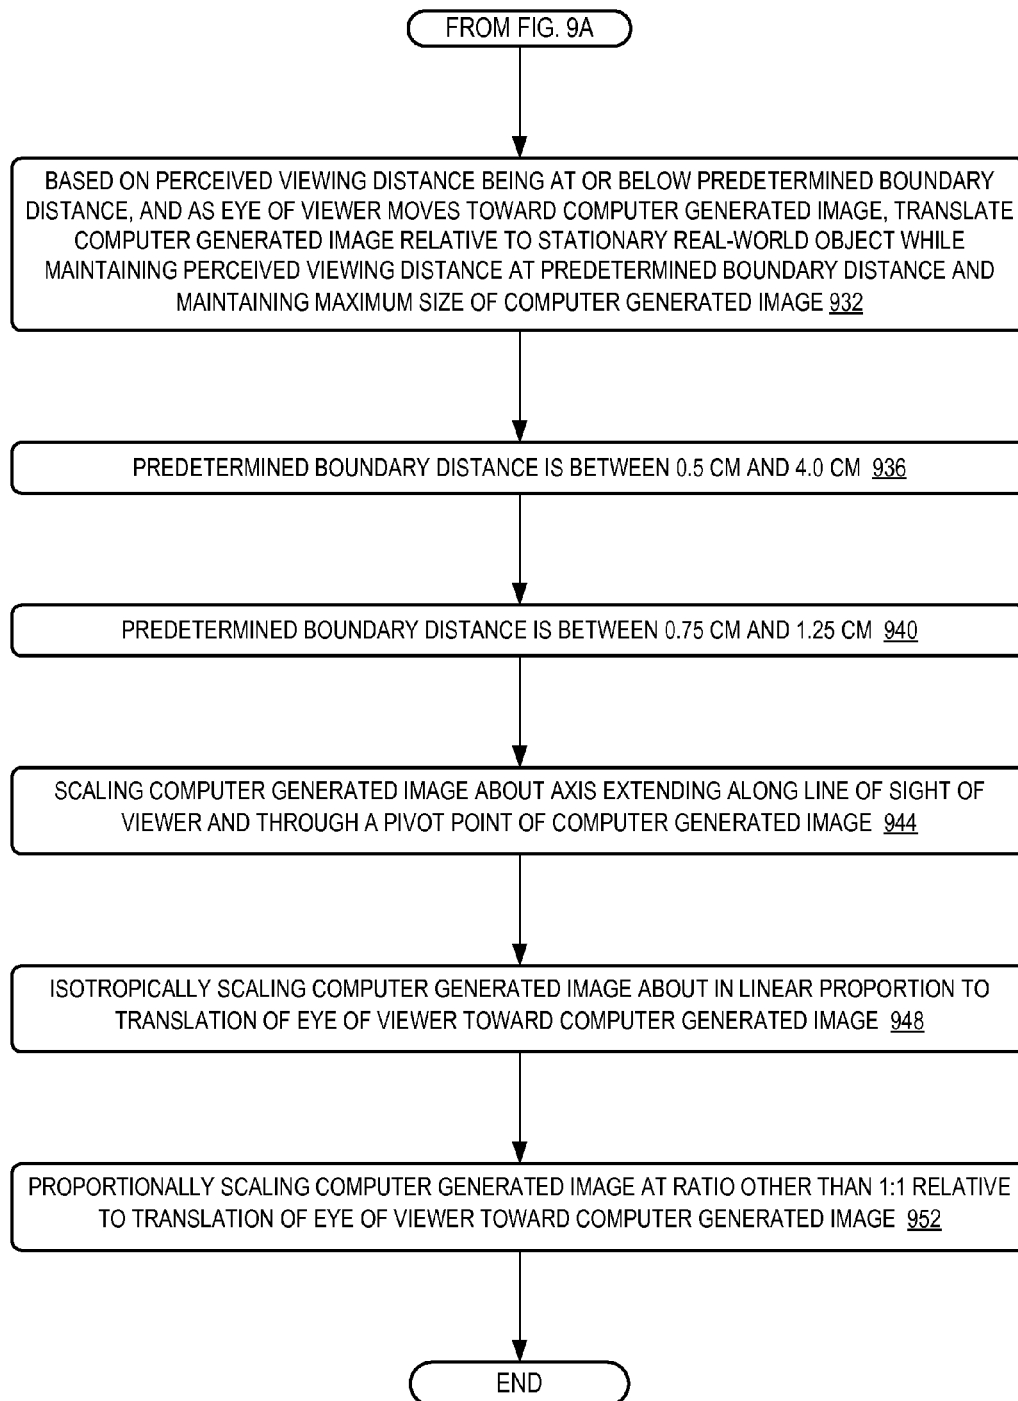 FROM FIG. 9A
BASED ON PERCEIVED VIEWING DISTANCE BEING AT OR BELOW PREDETERMINED BOUNDARY
DISTANCE, AND AS EYE OF VIEWER MOVES TOWARD COMPUTER GENERATED IMAGE, TRANSLATE
COMPUTER GENERATED IMAGE RELATIVE TO STATIONARY REAL-WORLD OBJECT WHILE
MAINTAINING PERCEIVED VIEWING DISTANCE AT PREDETERMINED BOUNDARY DISTANCE AND
MAINTAINING MAXIMUM SIZE OF COMPUTER GENERATED IMAGE 932
PREDETERMINED BOUNDARY DISTANCE IS BETWEEN 0.5 CM AND 4.0 CM 936
PREDETERMINED BOUNDARY DISTANCE IS BETWEEN 0.75 CM AND 1.25 CM 940
SCALING COMPUTER GENERATED IMAGE ABOUT AXIS EXTENDING ALONG LINE OF SIGHT OF
VIEWER AND THROUGH A PIVOT POINT OF COMPUTER GENERATED IMAGE 944
ISOTROPICALLY SCALING COMPUTER GENERATED IMAGE ABOUT IN LINEAR PROPORTION TO
TRANSLATION OF EYE OF VIEWER TOWARD COMPUTER GENERATED IMAGE 948
PROPORTIONALLY SCALING COMPUTER GENERATED IMAGE AT RATIO OTHER THAN 1:1 RELATIVE
TO TRANSLATION OF EYE OF VIEWER TOWARD COMPUTER GENERATED IMAGE 952
END